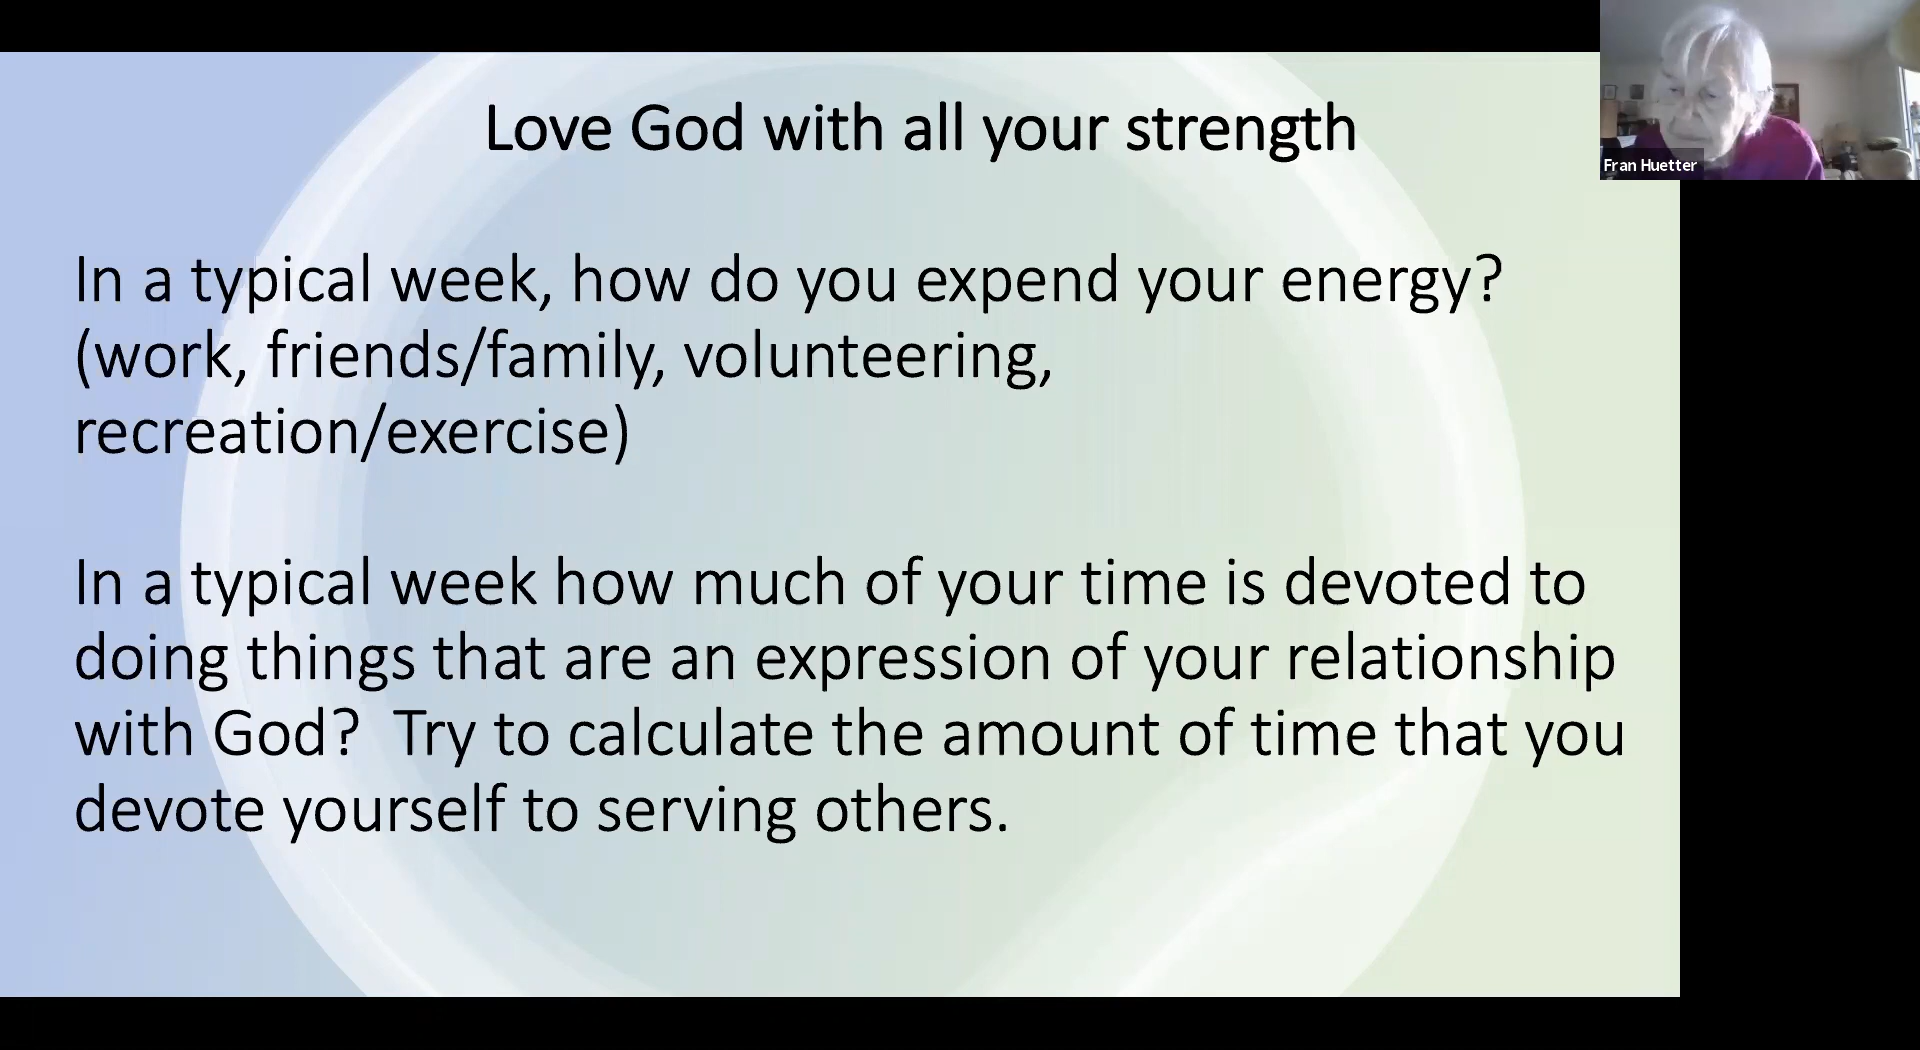 Love God with all your strength
Fran Huetter
In a typical week, how do you expend your energy?
(work, friends/family, volunteering,
recreation/exercise)
In a typical week how much of your time is devoted to
doing things that are an expression of your relationship
with God?  Try to calculate the amount of time that you
devote yourself to serving others.